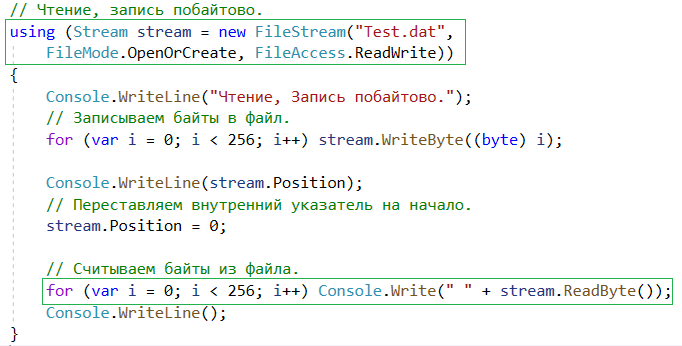 // Чтение, запись побайтово.
using (Stream stream = new FileStream("Test.dat",
    FileMode.OpenOrCreate, FileAccess.ReadWrite))
{
    Console.WriteLine("Чтение, Запись побайтово.");
    // Записываем байты в файл.
    for (var i = 0; i < 256; i++) stream.WriteByte((byte) i);

    Console.WriteLine(stream.Position);
    // Переставляем внутренний указатель на начало.
    stream.Position = 0;

    // Считываем байты из файла.
    for (var i = 0; i < 256; i++) Console.Write(" " + stream.ReadByte());
    Console.WriteLine();
}